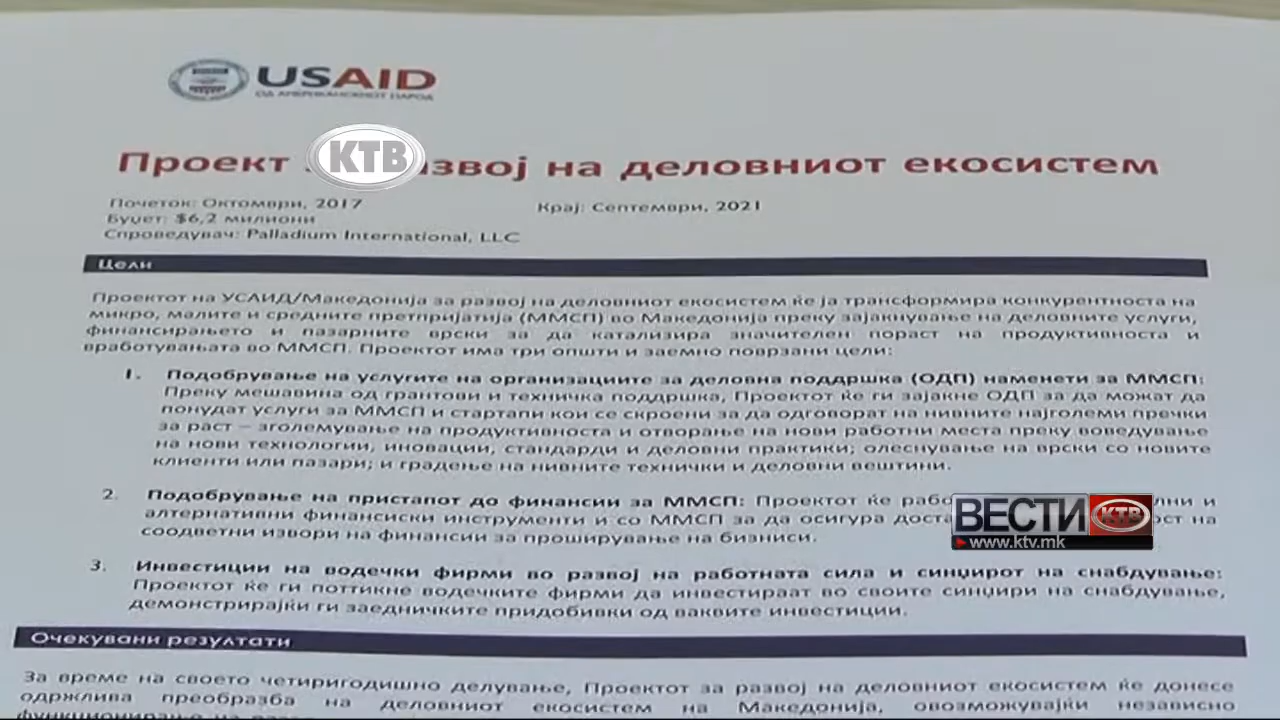 USAID
ОД АМЕРИКАНСКИОТ НАРОД
КТВ
Проект на деловниот екосистем
Почеток: Октомври, 2017
Крај: Септември, 2021
Буџет: $6,2 милиони
Спроведувач: Palladium International, LLC
Цели
Проектот на УСАИД/Македонија за развој на деловниот екосистем ќе ја трансформира конкурентноста на
микро, малите и средните претпријатија (ММСП) во Македонија преку зајакнување на деловните услуги,
финансирањето и пазарните врски за да катализира значителен пораст на продуктивноста и
вработувањата во ММСП. Проектот има три општи и заемно поврзани цели:
1. Подобрување на услугите на организациите за деловна поддршка (ОДП) наменети за ММСП:
Преку мешавина од грантови и техничка поддршка, Проектот ќе ги зајакне ОДП за да можат да
понудат услуги за ММСП и стартапи кои се скроени за да одговорат на нивните најголеми пречки
за раст – зголемување на продуктивноста и отворање на нови работни места преку воведување
на нови технологии, иновации, стандарди и деловни практики; олеснување на врски со новите
клиенти или пазари; и градење на нивните технички и деловни вештини.
2. Подобрување на пристапот до финансии за ММСП: Проектот ќе и
алтернативни финансиски инструменти и со ММСП за да осигура на
соодветни извори на финансии за проширување на бизниси.
ВЕСТИ КТВ
www.ktv.mk
3. Инвестиции на водечки фирми во развој на работната сила и синџирот на снабдување:
Проектот ќе ги поттикне водечките фирми да инвестираат во своите синџири на снабдување,
демонстрирајќи ги заедничките придобивки од ваквите инвестиции.
Очекувани резултати
За време на своето четиригодишно делување, Проектот за развој на деловниот екосистем ќе донесе
одржлива преобразба на деловниот екосистем на Македонија, овозможувајќи независно